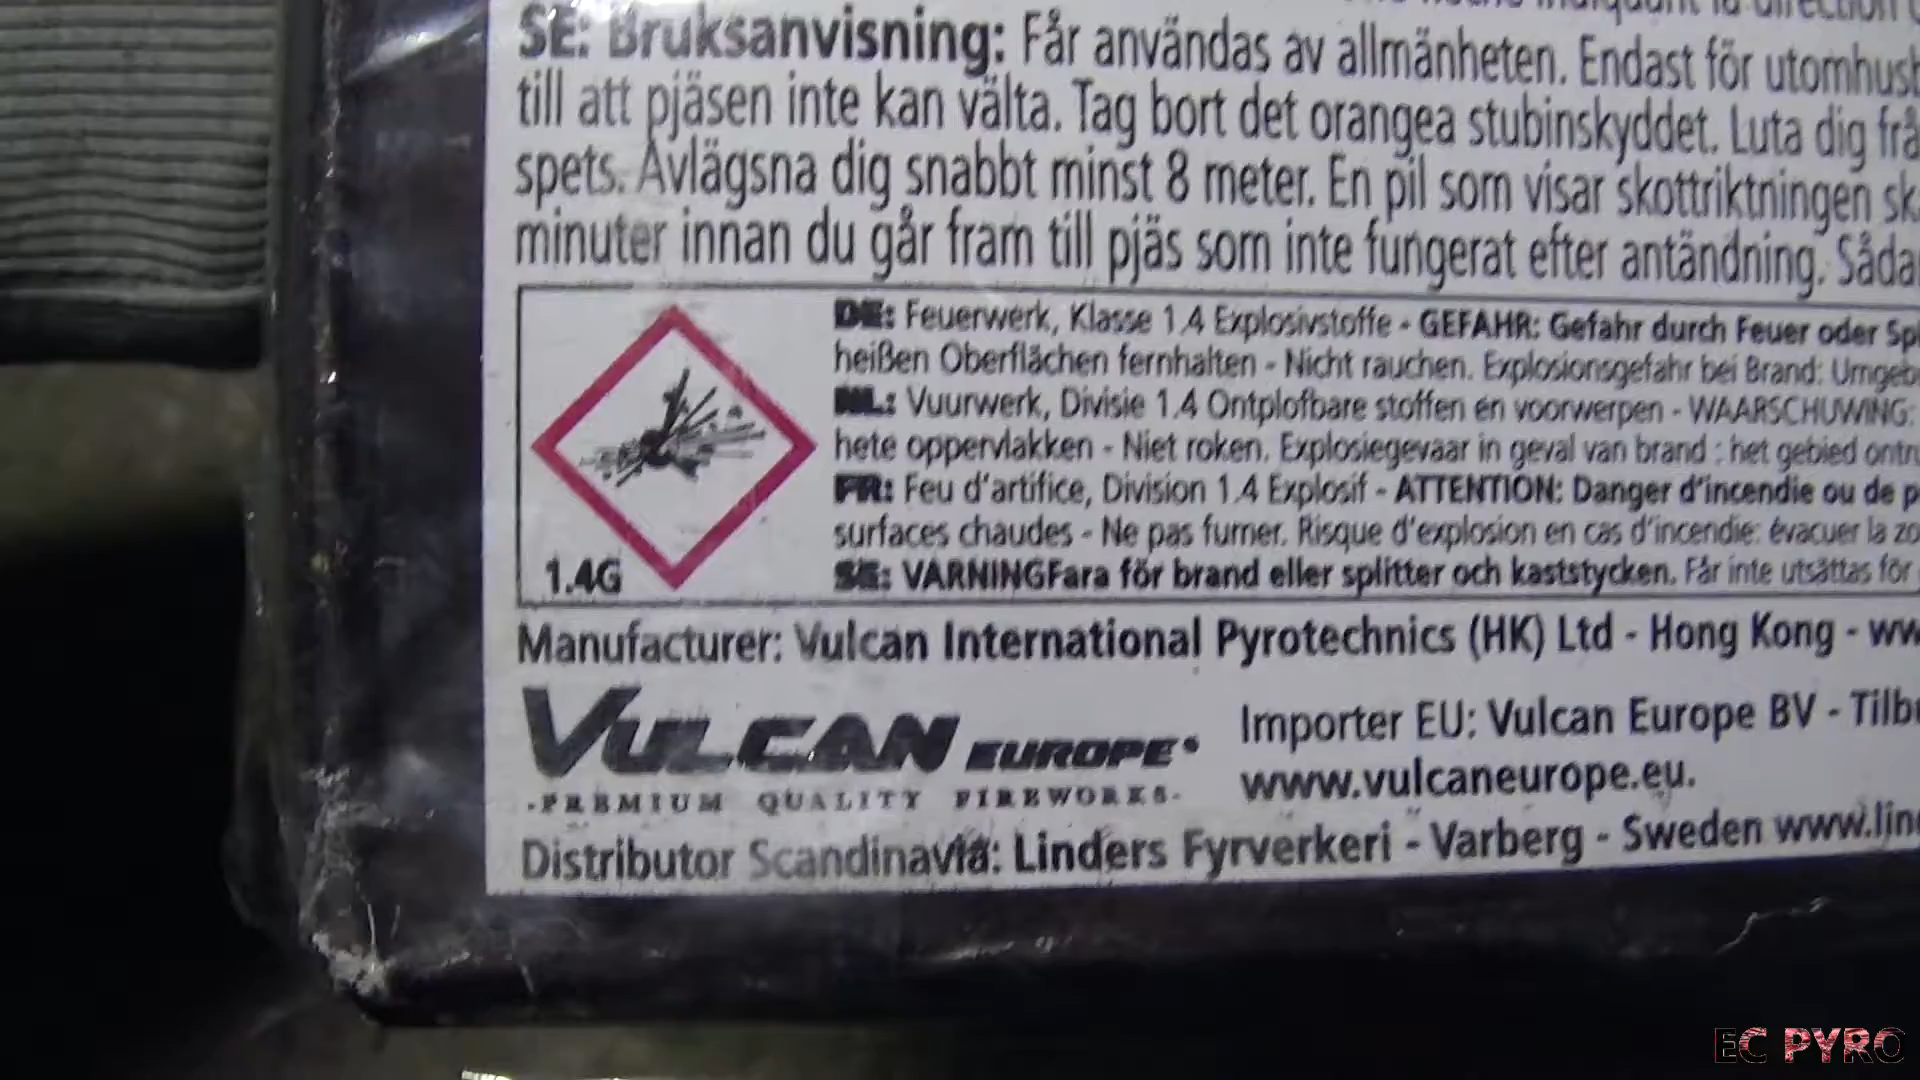 indiquant la direction
SE: Bruksanvisning: Får användas av allmänheten. Endast för utomhusb
till att pjäsen inte kan välta. Tag bort det orangea stubinskyddet. Luta dig frå
spets. Avlägsna dig snabbt minst 8 meter. En pil som visar skottriktningen sk
minuter innan du går fram till pjäs som inte fungerat efter antändning. Såda
DE: Feuerwerk, Klasse 1.4 Explosivstoffe - GEFAHR: Gefahr durch Feuer oder Sp
heißen Oberflächen fernhalten - Nicht rauchen. Explosionsgefahr bei Brand: Umgeb
NL: Vuurwerk, Divisie 1.4 Ontplofbare stoffen en voorwerpen - WAARSCHUWING:
hete oppervlakken - Niet roken. Explosiegevaar in geval van brand : het gebied ontru
FR: Feu d'artifice, Division 1.4 Explosif - ATTENTION: Danger d'incendie ou de p
surfaces chaudes - Ne pas fumer. Risque d'explosion en cas d'incendie: évacuer la zo
SE: VARNINGFara för brand eller splitter och kaststycken. Får inte utsättas för
1.4G
Manufacturer: Vulcan International Pyrotechnics (HK) Ltd - Hong Kong - ww
VULCAN EUROPE
-PREMIUM QUALITY FIREWORKS-
Importer EU: Vulcan Europe BV - Tilb
www.vulcaneurope.eu.
Distributor Scandinavia: Linders Fyrverkeri - Varberg - Sweden www.lin
EC PYRO